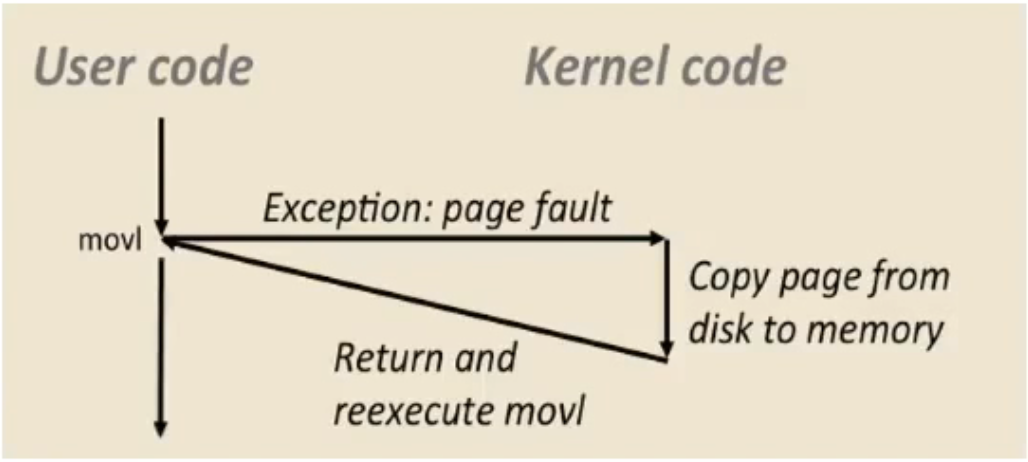 User code
Kernel code
Exception: page fault
movl
Copy page from
disk to memory
Return and
reexecute movl